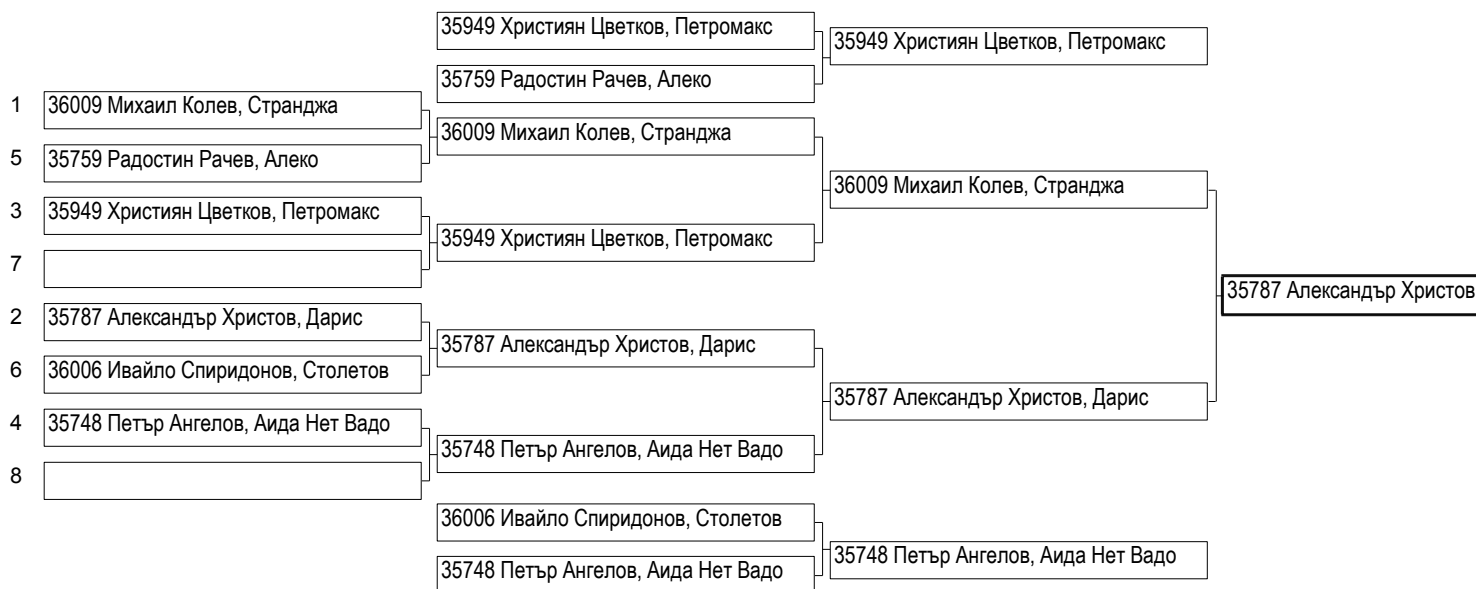 35949 Християн Цветков, Петромакс
35949 Християн Цветков, Петромакс
35759 Радостин Рачев, Алеко
1 36009 Михаил Колев, Странджа
36009 Михаил Колев, Странджа
5 35759 Радостин Рачев, Алеко
36009 Михаил Колев, Странджа
3 35949 Християн Цветков, Петромакс
35949 Християн Цветков, Петромакс
7
35787 Александър Христов
2 35787 Александър Христов, Дарис
35787 Александър Христов, Дарис
6 36006 Ивайло Спиридонов, Столетов
35787 Александър Христов, Дарис
4 35748 Петър Ангелов, Аида Нет Вадо
35748 Петър Ангелов, Аида Нет Вадо
8
36006 Ивайло Спиридонов, Столетов
35748 Петър Ангелов, Аида Нет Вадо
35748 Петър Ангелов, Аида Нет Вадо